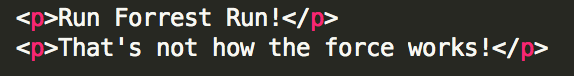 <p>Run Forrest Run!</p>
<p>That's not how the force works!</p>